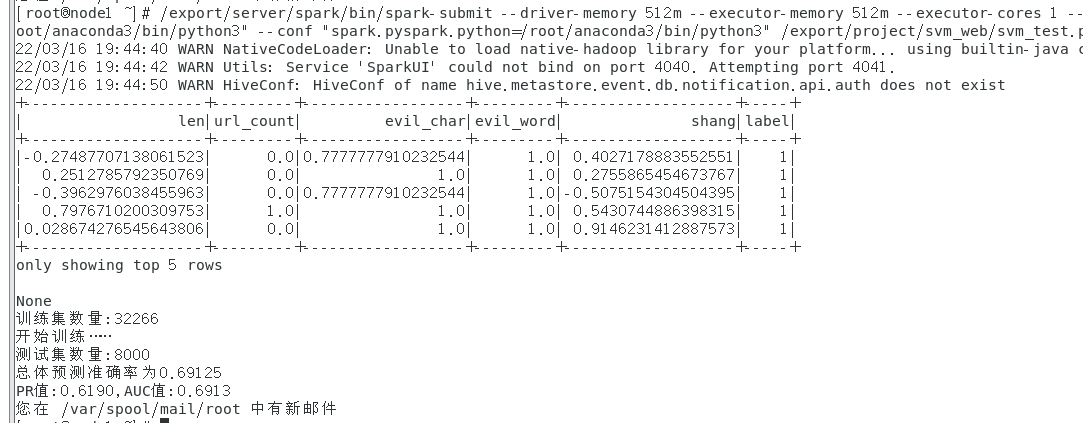 [root@node1 ~]# /export/server/spark/bin/spark-submit --driver-memory 512m --executor-memory 512m --executor-cores 1 --
oot/anaconda3/bin/python3" --conf "spark.pyspark.python=/root/anaconda3/bin/python3" /export/project/svm_web/svm_test.p
22/03/16 19:44:40 WARN NativeCodeLoader: Unable to load native-hadoop library for your platform... using builtin-java c
22/03/16 19:44:42 WARN Utils: Service 'SparkUI' could not bind on port 4040. Attempting port 4041.
22/03/16 19:44:50 WARN HiveConf: HiveConf of name hive.metastore.event.db.notification.api.auth does not exist
+--------------------+---------+------------------+---------+-------------------+-----+
|                 len|url_count|         evil_char|evil_word|              shang|label|
+--------------------+---------+------------------+---------+-------------------+-----+
|-0.27487707138061523|      0.0|0.7777777910232544|      1.0| 0.4027178883552551|    1|
|  0.2512785792350769|      0.0|               1.0|      1.0| 0.2755865454673767|    1|
| -0.3962976038455963|      0.0|0.7777777910232544|      1.0|-0.5075154304504395|    1|
|  0.7976710200309753|      1.0|               1.0|      1.0| 0.5430744886398315|    1|
|0.028674276545643806|      0.0|               1.0|      1.0| 0.9146231412887573|    1|
+--------------------+---------+------------------+---------+-------------------+-----+
only showing top 5 rows
None
训练集数量:32266
开始训练……
测试集数量:8000
总体预测准确率为0.69125
PR值:0.6190,AUC值:0.6913
您在 /var/spool/mail/root 中有新邮件